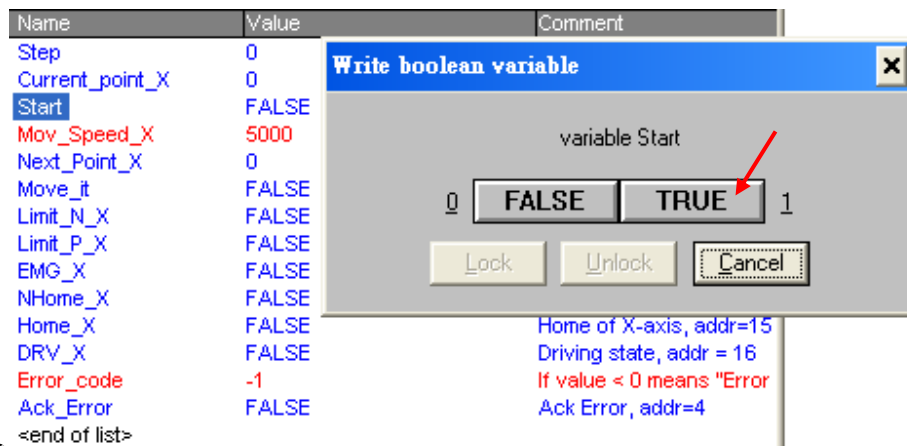 Name Value Comment
Step 0
Write boolean variable
Current_point_X 0
Start FALSE
Mov_Speed_X 5000
variable Start
Next_Point_X 0
Move_it FALSE
0 FALSE TRUE 1
Limit_N_X FALSE
Limit_P_X FALSE
Lock Unlock Cancel
EMG_X FALSE
NHome_X FALSE
Home_X FALSE Home of X-axis, addr=15
DRV_X FALSE Driving state, addr = 16
Error_code -1 If value < 0 means "Error
Ack_Error FALSE Ack Error, addr=4
<end of list>